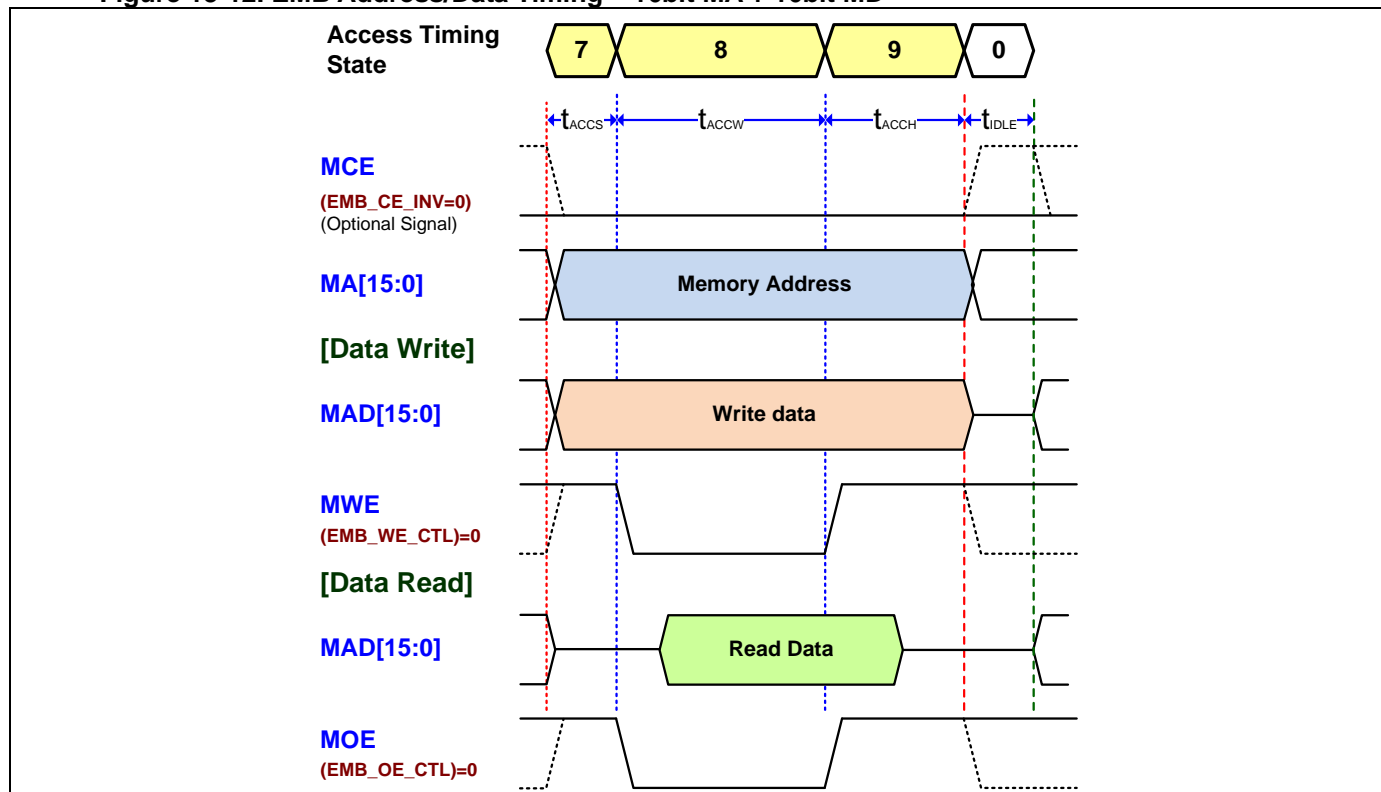 Access Timing
State
7 8 9 0
tACCS tACCW tACCH tIDLE
MCE
(EMB_CE_INV=0)
(Optional Signal)
MA[15:0]
Memory Address
[Data Write]
MAD[15:0]
Write data
MWE
(EMB_WE_CTL)=0
[Data Read]
MAD[15:0]
Read Data
MOE
(EMB_OE_CTL)=0